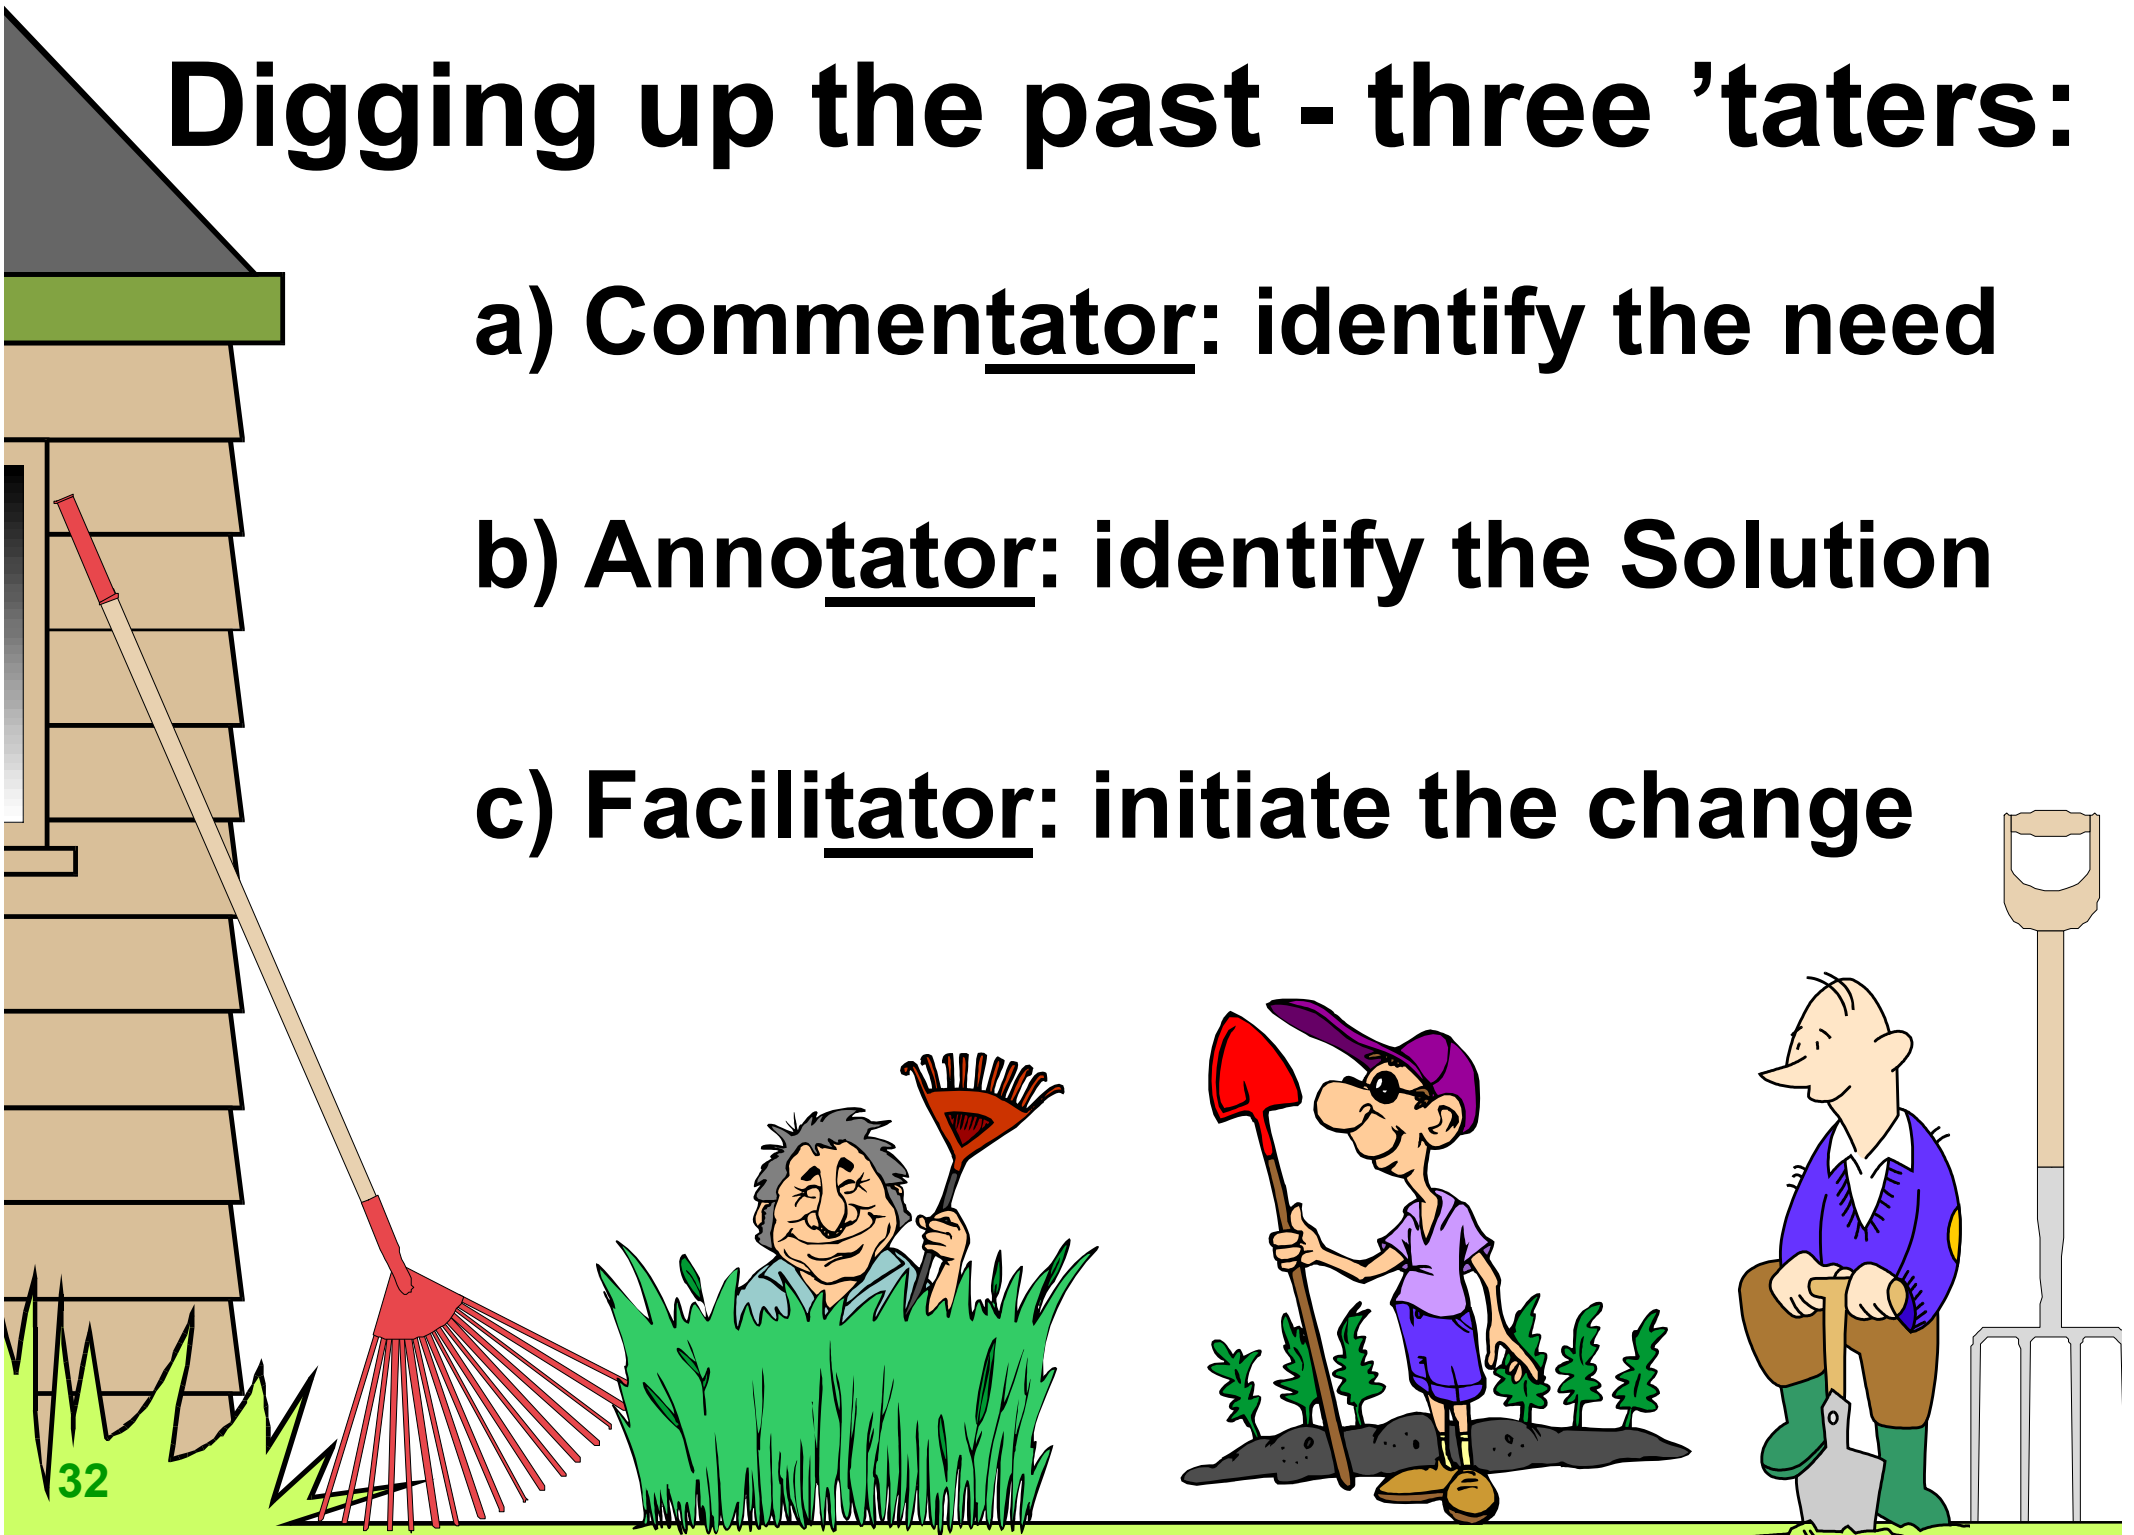 Digging up the past - three ’taters:
a) Commentator: identify the need
b) Annotator: identify the Solution
c) Facilitator: initiate the change
32